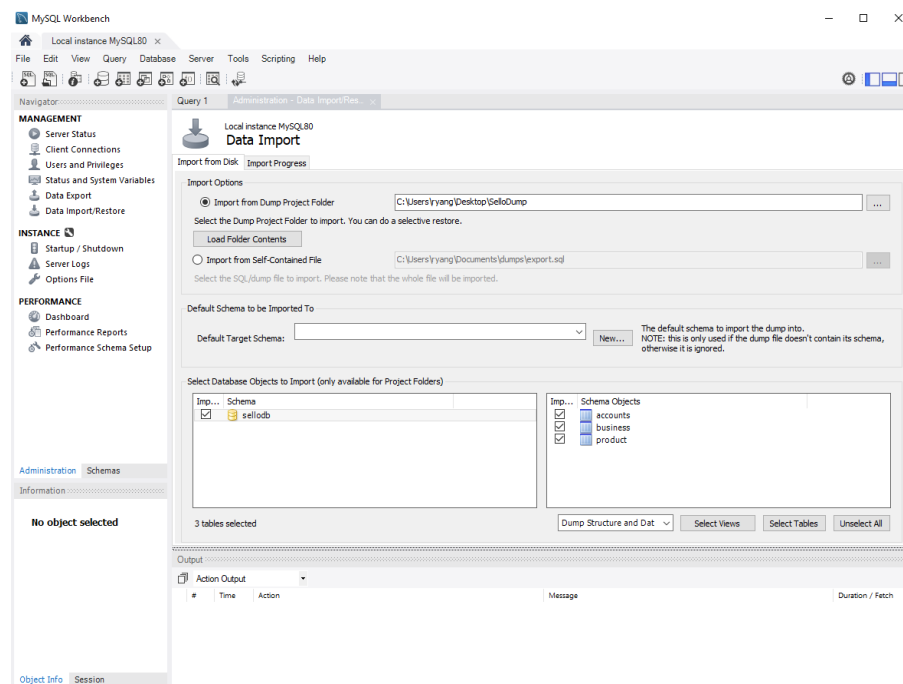 MySQL Workbench
Local instance MySQL80
File Edit View Query Database Server Tools Scripting Help
Navigator
Query 1 Administration - Data Import/Res...
MANAGEMENT
Server Status
Client Connections
Users and Privileges
Status and System Variables
Data Export
Data Import/Restore
INSTANCE
Startup / Shutdown
Server Logs
Options File
PERFORMANCE
Dashboard
Performance Reports
Performance Schema Setup
Administration Schemas
Information
No object selected
Object Info Session
Local instance MySQL80
Data Import
Import from Disk Import Progress
Import Options
Import from Dump Project Folder C:\Users\ryang\Desktop\SelloDump ...
Select the Dump Project Folder to import. You can do a selective restore.
Load Folder Contents
Import from Self-Contained File C:\Users\ryang\Documents\dumps\export.sql ...
Select the SQL/dump file to import. Please note that the whole file will be imported.
Default Schema to be Imported To
Default Target Schema: New...
The default schema to import the dump into.
NOTE: this is only used if the dump file doesn't contain its schema,
otherwise it is ignored.
Select Database Objects to Import (only available for Project Folders)
Imp... Schema
sellodb
Imp... Schema Objects
accounts
business
product
3 tables selected
Dump Structure and Dat Select Views Select Tables Unselect All
Output
Action Output
# Time Action Message Duration / Fetch